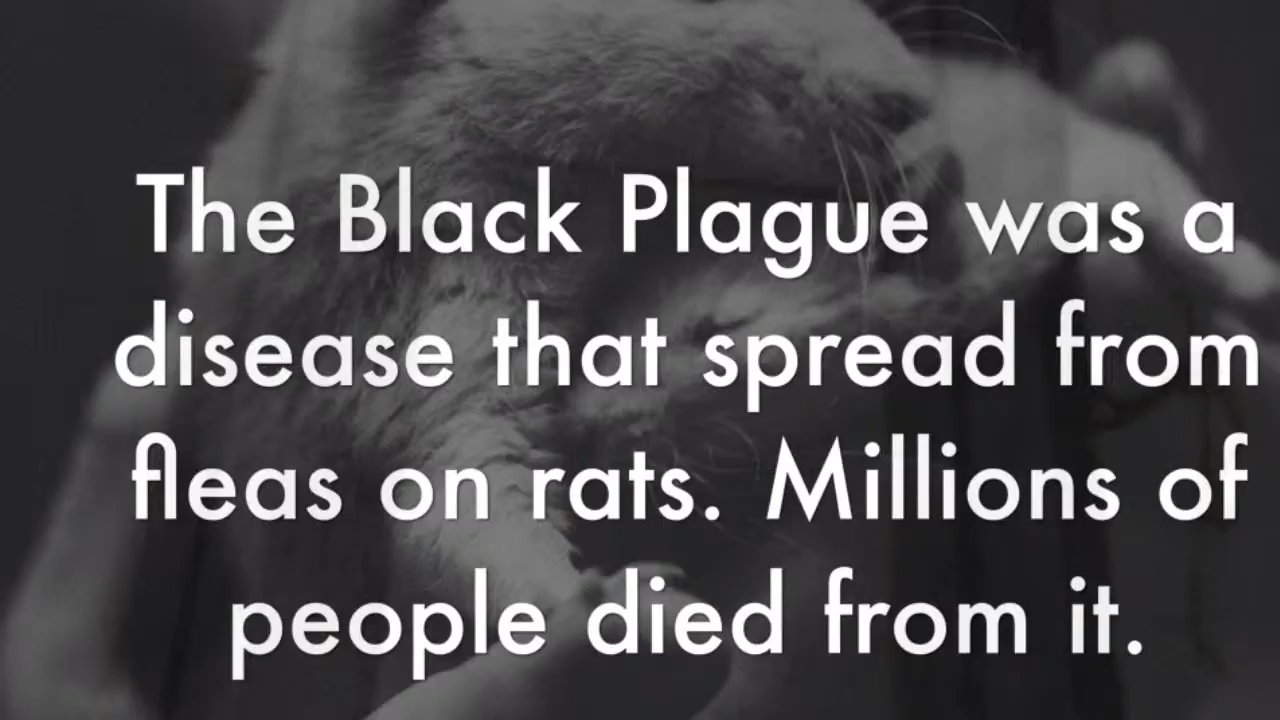 The Black Plague was a
disease that spread from
fleas on rats. Millions of
people died from it.